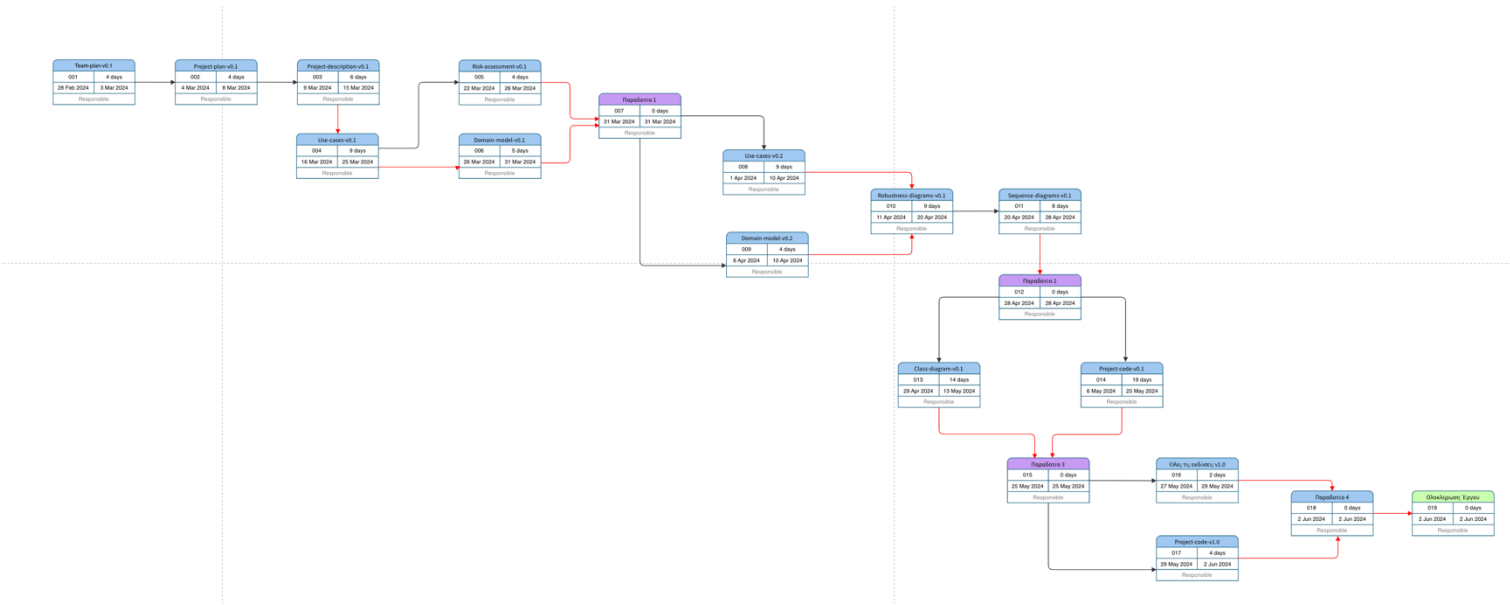 Team-plan-v0.1
001 4 days
28 Feb 2024 3 Mar 2024
Responsible
Project-plan-v0.1
002 4 days
4 Mar 2024 8 Mar 2024
Responsible
Project-description-v0.1
003 6 days
9 Mar 2024 15 Mar 2024
Responsible
Use-cases-v0.1
004 9 days
16 Mar 2024 25 Mar 2024
Responsible
Risk-assessment-v0.1
005 4 days
22 Mar 2024 26 Mar 2024
Responsible
Domain-model-v0.1
006 5 days
26 Mar 2024 31 Mar 2024
Responsible
Παραδοτεο 1
007 0 days
31 Mar 2024 31 Mar 2024
Responsible
Use-cases-v0.2
008 9 days
1 Apr 2024 10 Apr 2024
Responsible
Domain-model-v0.2
009 4 days
6 Apr 2024 10 Apr 2024
Responsible
Robustness-diagrams-v0.1
010 9 days
11 Apr 2024 20 Apr 2024
Responsible
Sequence-diagrams-v0.1
011 8 days
20 Apr 2024 28 Apr 2024
Responsible
Παραδοτεο 2
012 0 days
28 Apr 2024 28 Apr 2024
Responsible
Class-diagram-v0.1
013 14 days
29 Apr 2024 13 May 2024
Responsible
Project-code-v0.1
014 19 days
6 May 2024 25 May 2024
Responsible
Παραδοτεο 3
015 0 days
25 May 2024 25 May 2024
Responsible
Όλες τις εκδόσεις v1.0
016 2 days
27 May 2024 29 May 2024
Responsible
Project-code-v1.0
017 4 days
29 May 2024 2 Jun 2024
Responsible
Παραδοτεο 4
018 0 days
2 Jun 2024 2 Jun 2024
Responsible
Ολοκληρωση Έργου
019 0 days
2 Jun 2024 2 Jun 2024
Responsible